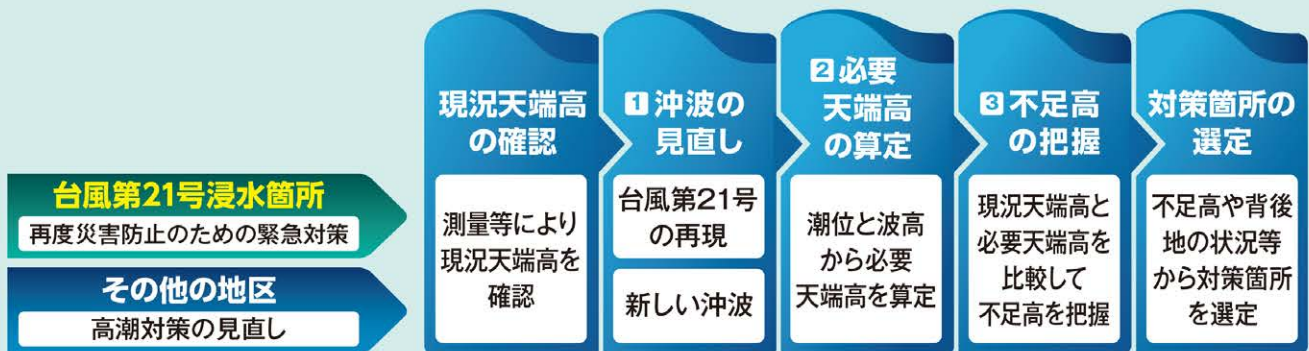 台風第21号浸水箇所
再度災害防止のための緊急対策
その他の地区
高潮対策の見直し
現況天端高
の確認
測量等により
現況天端高を
確認
1 沖波の
見直し
台風第21号
の再現
新しい沖波
2 必要
天端高
の算定
潮位と波高
から必要
天端高を算定
3 不足高
の把握
現況天端高と
必要天端高を
比較して
不足高を把握
対策箇所の
選定
不足高や背後
地の状況等
から対策箇所
を選定